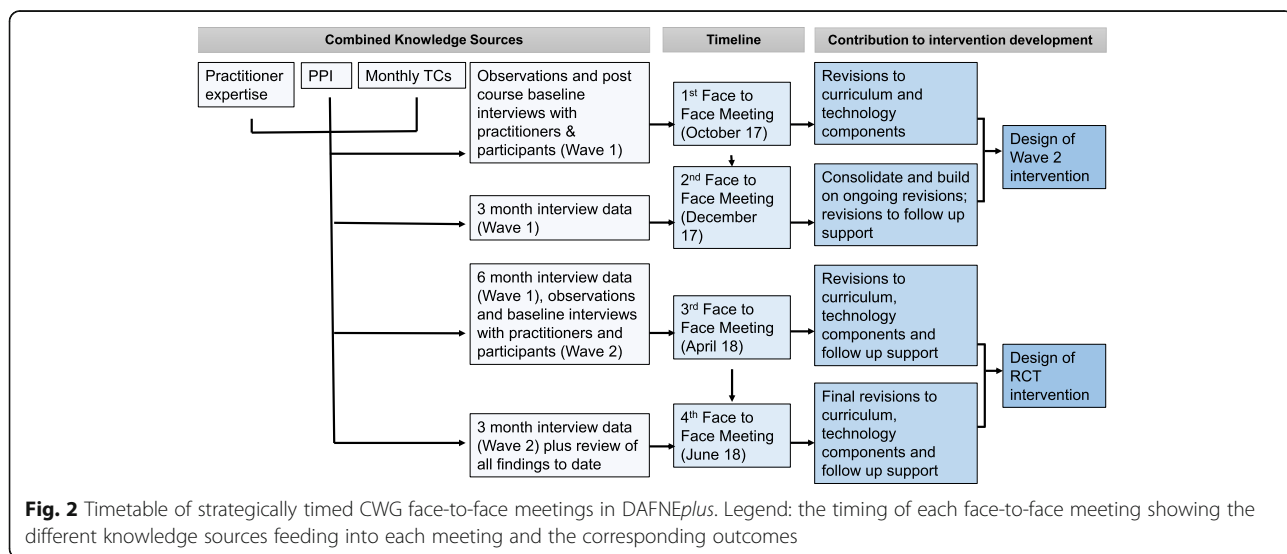 Combined Knowledge Sources
Timeline
Contribution to intervention development
Practitioner
expertise
PPI
Monthly TCs
Observations and post
course baseline
interviews with
practitioners &
participants (Wave 1)
1st Face to
Face Meeting
(October 17)
Revisions to
curriculum and
technology
components
Design of
Wave 2
intervention
3 month interview data
(Wave 1)
2nd Face to
Face Meeting
(December
17)
Consolidate and build
on ongoing revisions;
revisions to follow up
support
6 month interview data
(Wave 1), observations
and baseline interviews
with practitioners and
participants (Wave 2)
3rd Face to
Face Meeting
(April 18)
Revisions to
curriculum,
technology
components and
follow up support
Design of
RCT
intervention
3 month interview data
(Wave 2) plus review of
all findings to date
4th Face to
Face Meeting
(June 18)
Final revisions to
curriculum,
technology
components and
follow up support
Fig. 2 Timetable of strategically timed CWG face-to-face meetings in DAFNEplus. Legend: the timing of each face-to-face meeting showing the
different knowledge sources feeding into each meeting and the corresponding outcomes